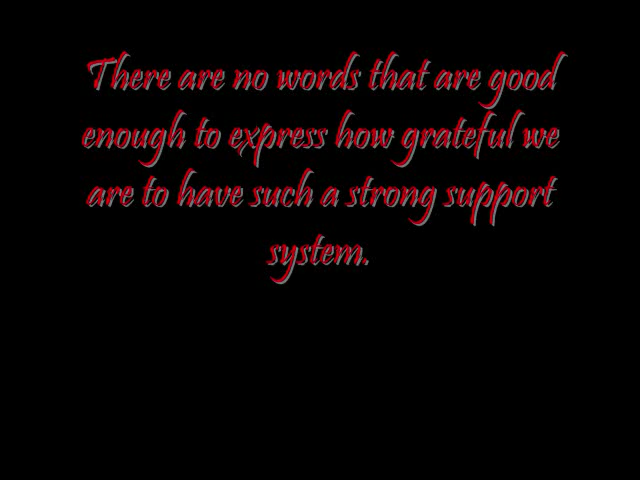 There are no words that are good
enough to express how grateful we
are to have such a strong support
system.